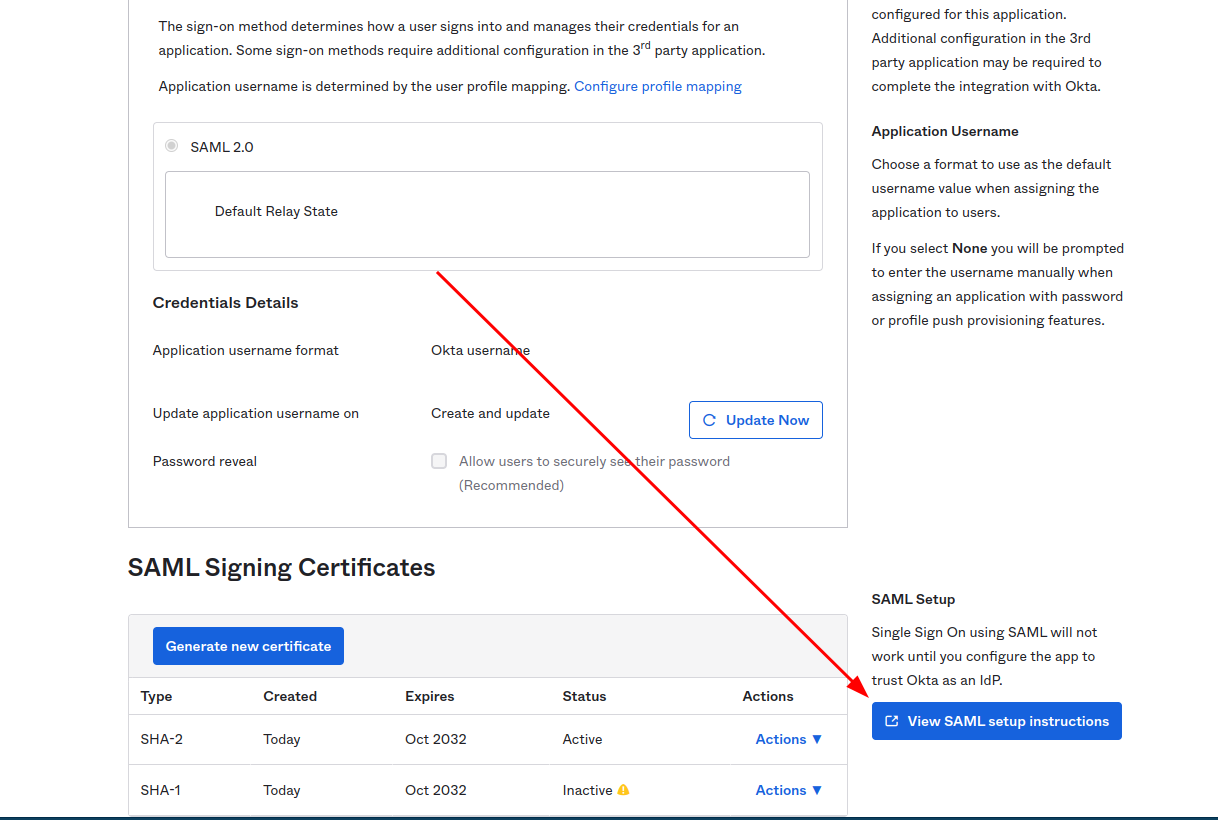 The sign-on method determines how a user signs into and manages their credentials for an
application. Some sign-on methods require additional configuration in the 3rd party application.
Application username is determined by the user profile mapping. Configure profile mapping
SAML 2.0
Default Relay State
Credentials Details
Application username format
Okta username
Update application username on
Create and update
Update Now
Password reveal
Allow users to securely see their password
(Recommended)
SAML Signing Certificates
Generate new certificate
Type Created Expires Status Actions
SHA-2 Today Oct 2032 Active Actions ▼
SHA-1 Today Oct 2032 Inactive Actions ▼
configured for this application.
Additional configuration in the 3rd
party application may be required to
complete the integration with Okta.
Application Username
Choose a format to use as the default
username value when assigning the
application to users.
If you select None you will be prompted
to enter the username manually when
assigning an application with password
or profile push provisioning features.
SAML Setup
Single Sign On using SAML will not
work until you configure the app to
trust Okta as an IdP.
View SAML setup instructions